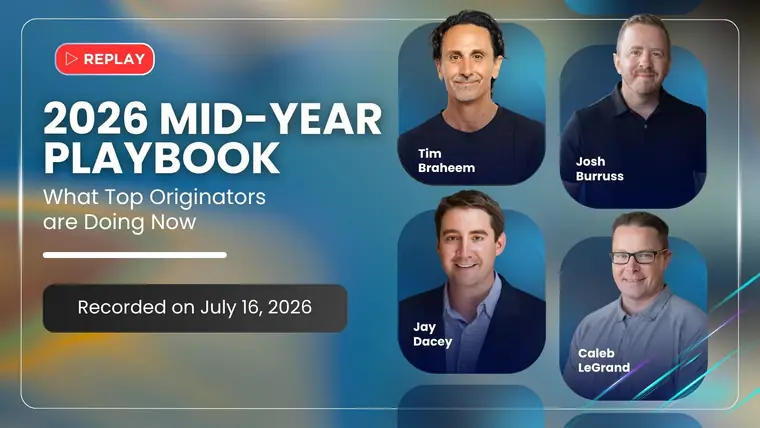 REPLAY
2026 MID-YEAR
PLAYBOOK
What Top Originators
are Doing Now
Recorded on July 16, 2026
Tim
Braheem
Josh
Burruss
Jay
Dacey
Caleb
LeGrand